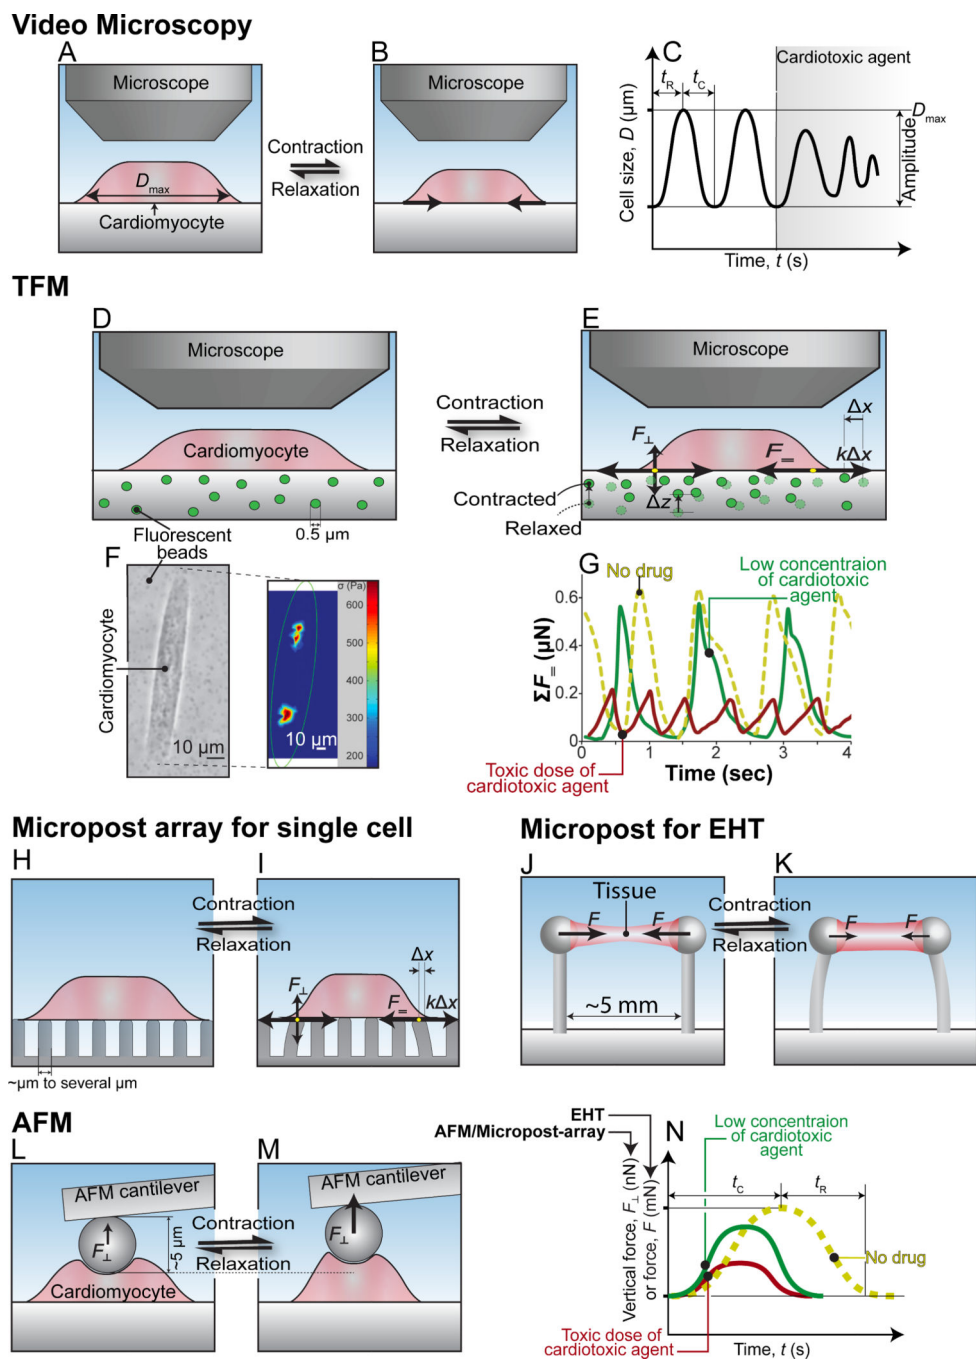 Video Microscopy
A
Microscope
Dmax
Cardiomyocyte
Contraction
Relaxation
B
Microscope
C
Cardiotoxic agent
tR
tC
Dmax
Amplitude
Cell size, D (µm)
Time, t (s)
TFM
D
Microscope
Cardiomyocyte
Fluorescent
beads
0.5 µm
Contraction
Relaxation
E
Microscope
Δx
F⊥
F=
kΔx
Contracted
Δz
Relaxed
F
Cardiomyocyte
10 µm
σ (Pa)
600
500
400
300
200
10 µm
G
No drug
Low concentraion
of cardiotoxic
agent
ΣF= (µN)
0.6
0.4
0.2
0
0
1
2
3
4
Time (sec)
Toxic dose of
cardiotoxic agent
Micropost array for single cell
H
~µm to several µm
Contraction
Relaxation
I
Δx
F⊥
F=
kΔx
Micropost for EHT
J
Tissue
F
F
~5 mm
Contraction
Relaxation
K
F
F
AFM
L
AFM cantilever
F⊥
~5 µm
Cardiomyocyte
Contraction
Relaxation
M
AFM cantilever
F⊥
EHT
AFM/Micropost-array
N
Low concentraion
of cardiotoxic
agent
Vertical force, F⊥ (nN)
or force, F (mN)
tC
tR
No drug
Toxic dose of
cardiotoxic agent
Time, t (s)